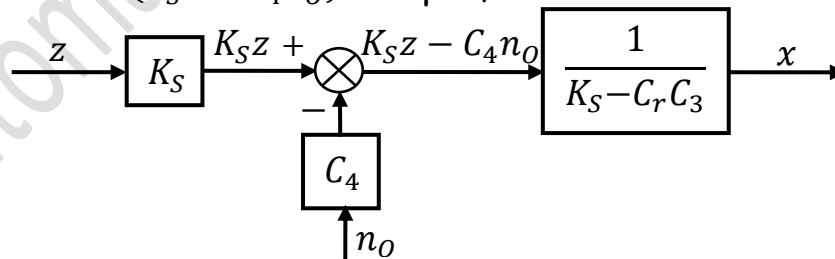 z
K_S
K_S z +
K_S z − C_4 n_O
1
K_S−C_r C_3
x
−
C_4
n_O